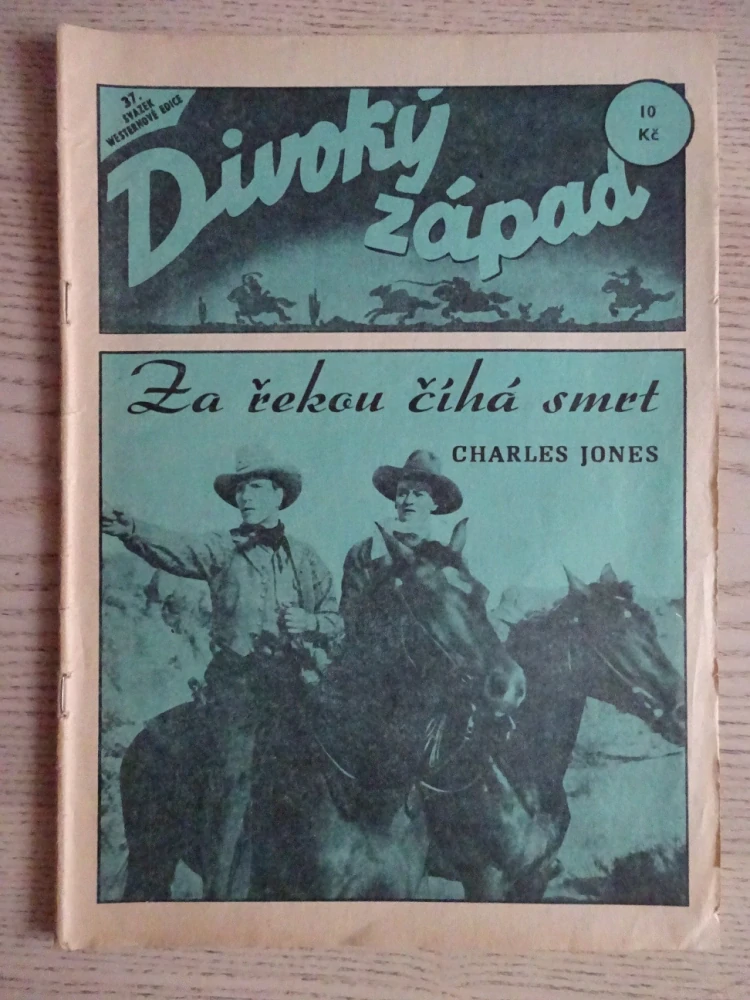 37.
SVAZEK
WESTERNOVÉ EDICE
10
Kč
Divoký
západ
Za řekou číhá smrt
CHARLES JONES